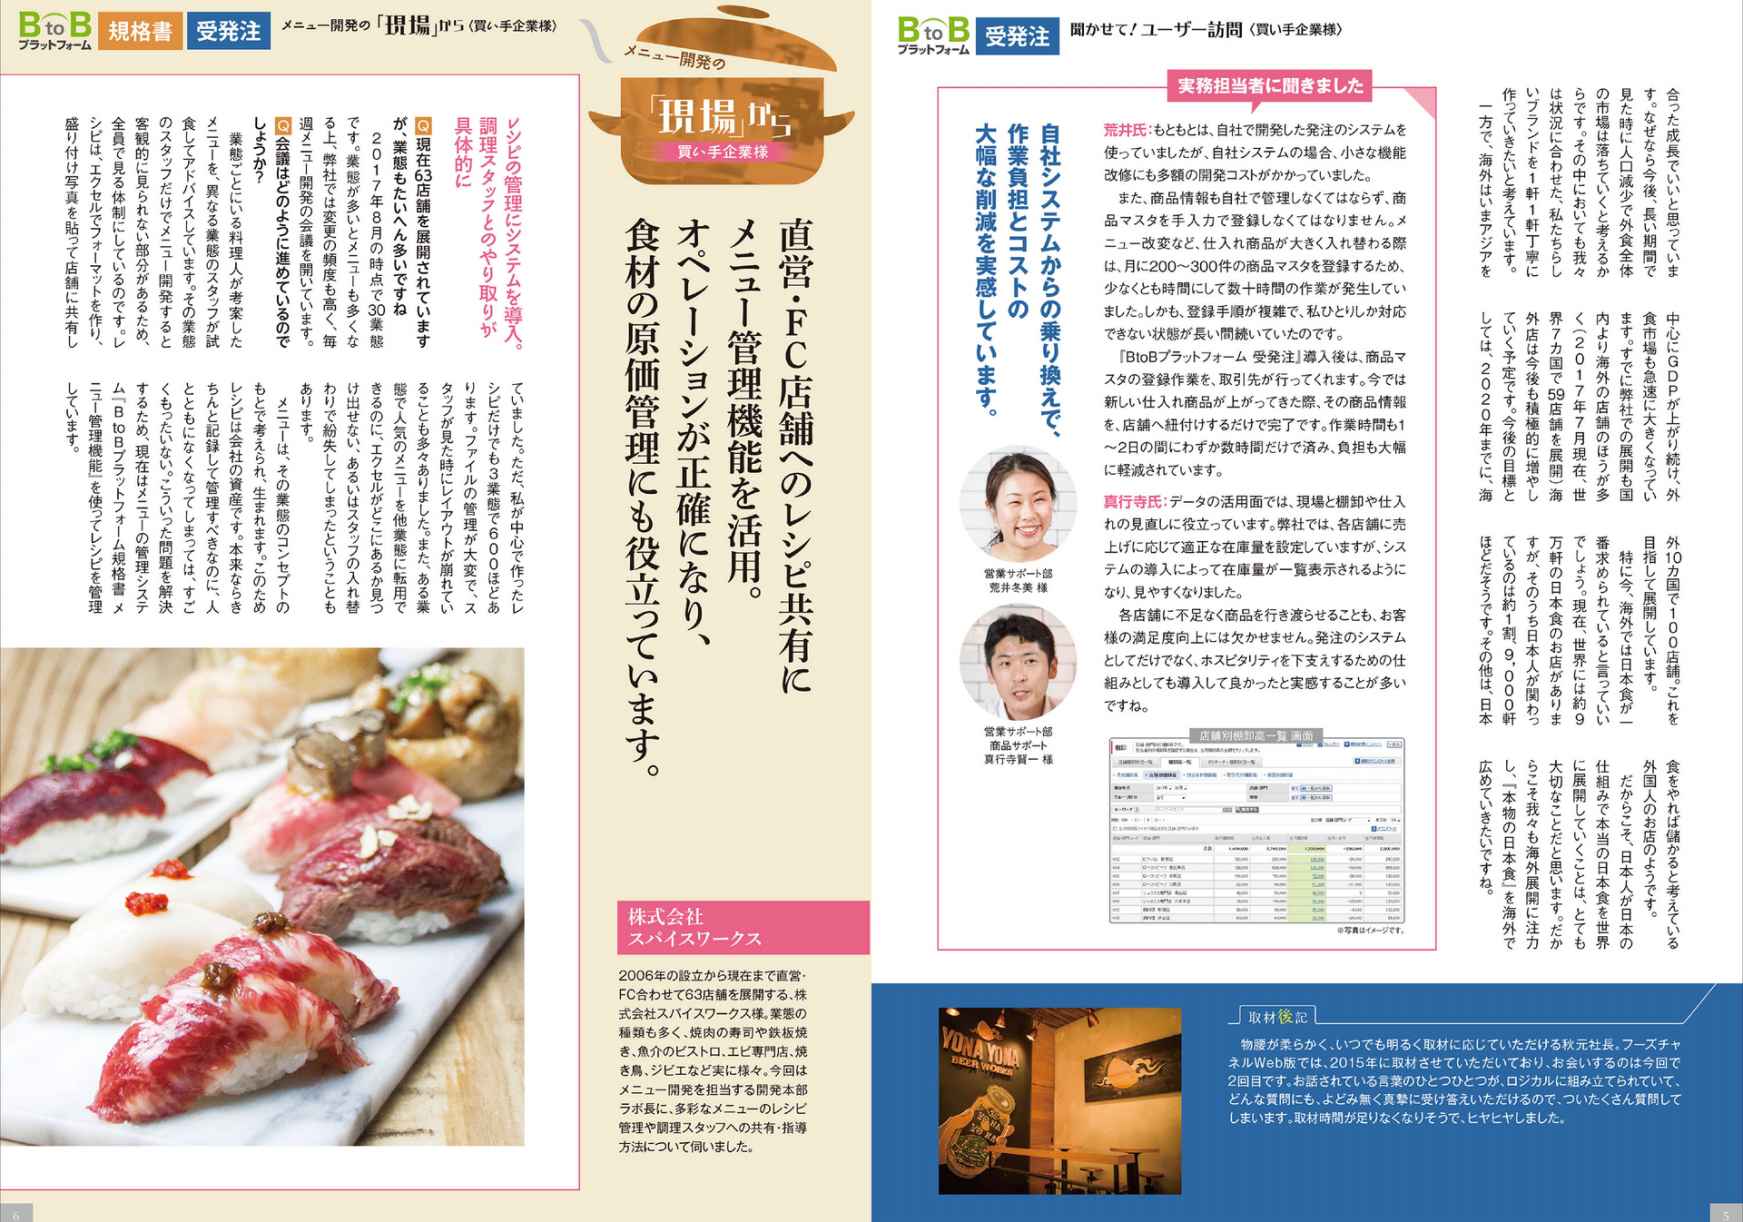 BtoB
プラットフォーム
受発注
聞かせて！ユーザー訪問〈買い手企業様〉
合った成長でいいと思っていま
す。なぜなら今後、長い期間で
見た時に人口減少で外食全体
の市場は落ちていくと考えるか
らです。その中においても我々
は状況に合わせた、私たちらし
いブランドを1軒1軒丁寧に
作っていきたいと考えています。
一方で、海外はいまアジアを
中心にGDPが上がり続け、外
食市場も急速に大きくなってい
ます。すでに弊社での展開も国
内より海外の店舗のほうが多
く（2017年7月現在、世
界7カ国で59店舗を展開）海
外店は今後も積極的に増やし
ていく予定です。今後の目標と
しては、2020年までに、海
外10カ国で100店舗。これを
目指して展開しています。
特に今、海外では日本食が一
番求められていると言っていい
でしょう。現在、世界には約9
万軒の日本食のお店がありま
すが、そのうち日本人が関わっ
ているのは約1割、9,000軒
ほどだそうです。その他は、日本
食をやれば儲かると考えている
外国人のお店のようです。
だからこそ、日本人が日本の
仕組みで本当の日本食を世界
に展開していくことは、とても
大切なことだと思います。だか
らこそ我々も海外展開に注力
し、『本物の日本食』を海外で
広めていきたいですね。
実務担当者に聞きました
自社システムからの乗り換えで、
作業負担とコストの
大幅な削減を実感しています。
荒井氏：もともとは、自社で開発した発注のシステムを
使っていましたが、自社システムの場合、小さな機能
改修にも多額の開発コストがかかっていました。
また、商品情報も自社で管理しなくてはならず、商
品マスタを手入力で登録しなくてはなりません。メ
ニュー改変など、仕入れ商品が大きく入れ替わる際
は、月に200〜300件の商品マスタを登録するため、
少なくとも時間にして数十時間の作業が発生してい
ました。しかも、登録手順が複雑で、私ひとりしか対応
できない状態が長い間続いていたのです。
『BtoBプラットフォーム 受発注』導入後は、商品マ
スタの登録作業を、取引先が行ってくれます。今では
新しい仕入れ商品が上がってきた際、その商品情報
を、店舗へ紐付けするだけで完了です。作業時間も1
〜2日の間にわずか数時間だけで済み、負担も大幅
に軽減されています。
真行寺氏：データの活用面では、現場と棚卸や仕入
れの見直しに役立っています。弊社では、各店舗に売
上げに応じて適正な在庫量を設定していますが、シス
テムの導入によって在庫量が一覧表示されるように
なり、見やすくなりました。
各店舗に不足なく商品を行き渡らせることも、お客
様の満足度向上には欠かせません。発注のシステム
としてだけでなく、ホスピタリティを下支えするための仕
組みとしても導入して良かったと実感することが多い
ですね。
営業サポート部
荒井冬美 様
営業サポート部
商品サポート
真行寺賢一 様
店舗別棚卸高一覧 画面
※写真はイメージです。
YONA YONA
BEER WORKS
取材後記
物腰が柔らかく、いつでも明るく取材に応じていただける秋元社長。フーズチャ
ネルWeb版では、2015年に取材させていただいており、お会いするのは今回で
2回目です。お話されている言葉のひとつひとつが、ロジカルに組み立てられていて、
どんな質問にも、よどみ無く真摯に受け答えいただけるので、ついたくさん質問して
しまいます。取材時間が足りなくなりそうで、ヒヤヒヤしました。
5
BtoB
プラットフォーム
規格書
受発注
メニュー開発の「現場」から〈買い手企業様〉
メニュー開発の
「現場」から
買い手企業様
直営・FC店舗へのレシピ共有に
メニュー管理機能を活用。
オペレーションが正確になり、
食材の原価管理にも役立っています。
株式会社
スパイスワークス
2006年の設立から現在まで直営・
FC合わせて63店舗を展開する、株
式会社スパイスワークス様。業態の
種類も多く、焼肉の寿司や鉄板焼
き、魚介のビストロ、エビ専門店、焼
き鳥、ジビエなど実に様々。今回は
メニュー開発を担当する開発本部
ラボ長に、多彩なメニューのレシピ
管理や調理スタッフへの共有・指導
方法について伺いました。
レシピの管理にシステムを導入。
調理スタッフとのやり取りが
具体的に
Q 現在63店舗を展開されています
が、業態もたいへん多いですね
2017年8月の時点で30業態
です。業態が多いとメニューも多くな
る上、弊社では変更の頻度も高く、毎
週メニュー開発の会議を開いています。
Q 会議はどのように進めているので
しょうか？
業態ごとにいる料理人が考案した
メニューを、異なる業態のスタッフが試
食してアドバイスしています。その業態
のスタッフだけでメニュー開発すると
客観的に見られない部分があるため、
全員で見る体制にしているのです。レ
シピは、エクセルでフォーマットを作り、
盛り付け写真を貼って店舗に共有し
ていました。ただ、私が中心で作ったレ
シピだけでも3業態で600ほどあ
ります。ファイルの管理が大変で、ス
タッフが見た時にレイアウトが崩れてい
ることも多々ありました。また、ある業
態で人気のメニューを他業態に転用で
きるのに、エクセルがどこにあるか見つ
け出せない、あるいはスタッフの入れ替
わりで紛失してしまったということも
あります。
メニューは、その業態のコンセプトの
もとで考えられ、生まれます。このため
レシピは会社の資産です。本来ならき
ちんと記録して管理すべきなのに、人
とともになくなってしまっては、すご
くもったいない。こういった問題を解決
するため、現在はメニューの管理システ
ム『BtoBプラットフォーム規格書 メ
ニュー管理機能』を使ってレシピを管理
しています。
6